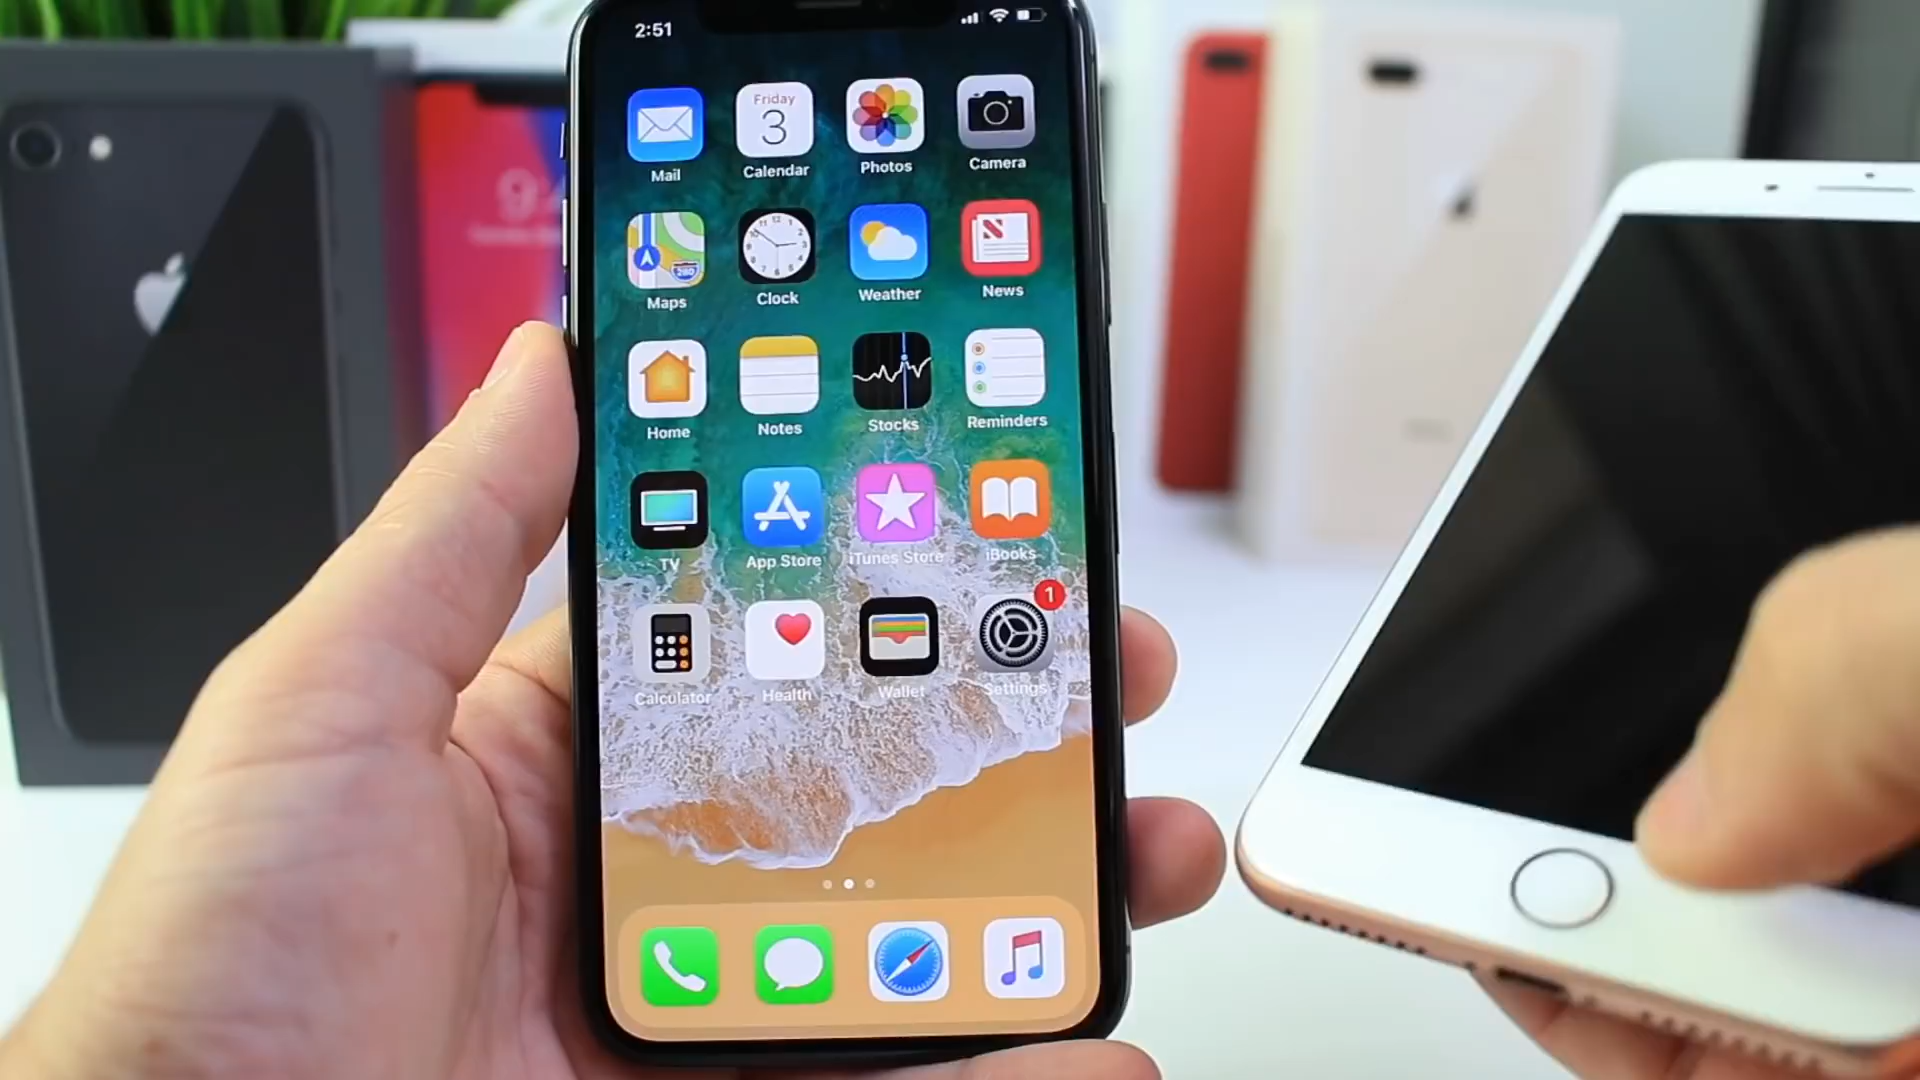 2:51
Friday
3
Mail
Calendar
Photos
Camera
280
Maps
Clock
Weather
News
Home
Notes
Stocks
Reminders
TV
App Store
iTunes Store
iBooks
1
Calculator
Health
Wallet
Settings